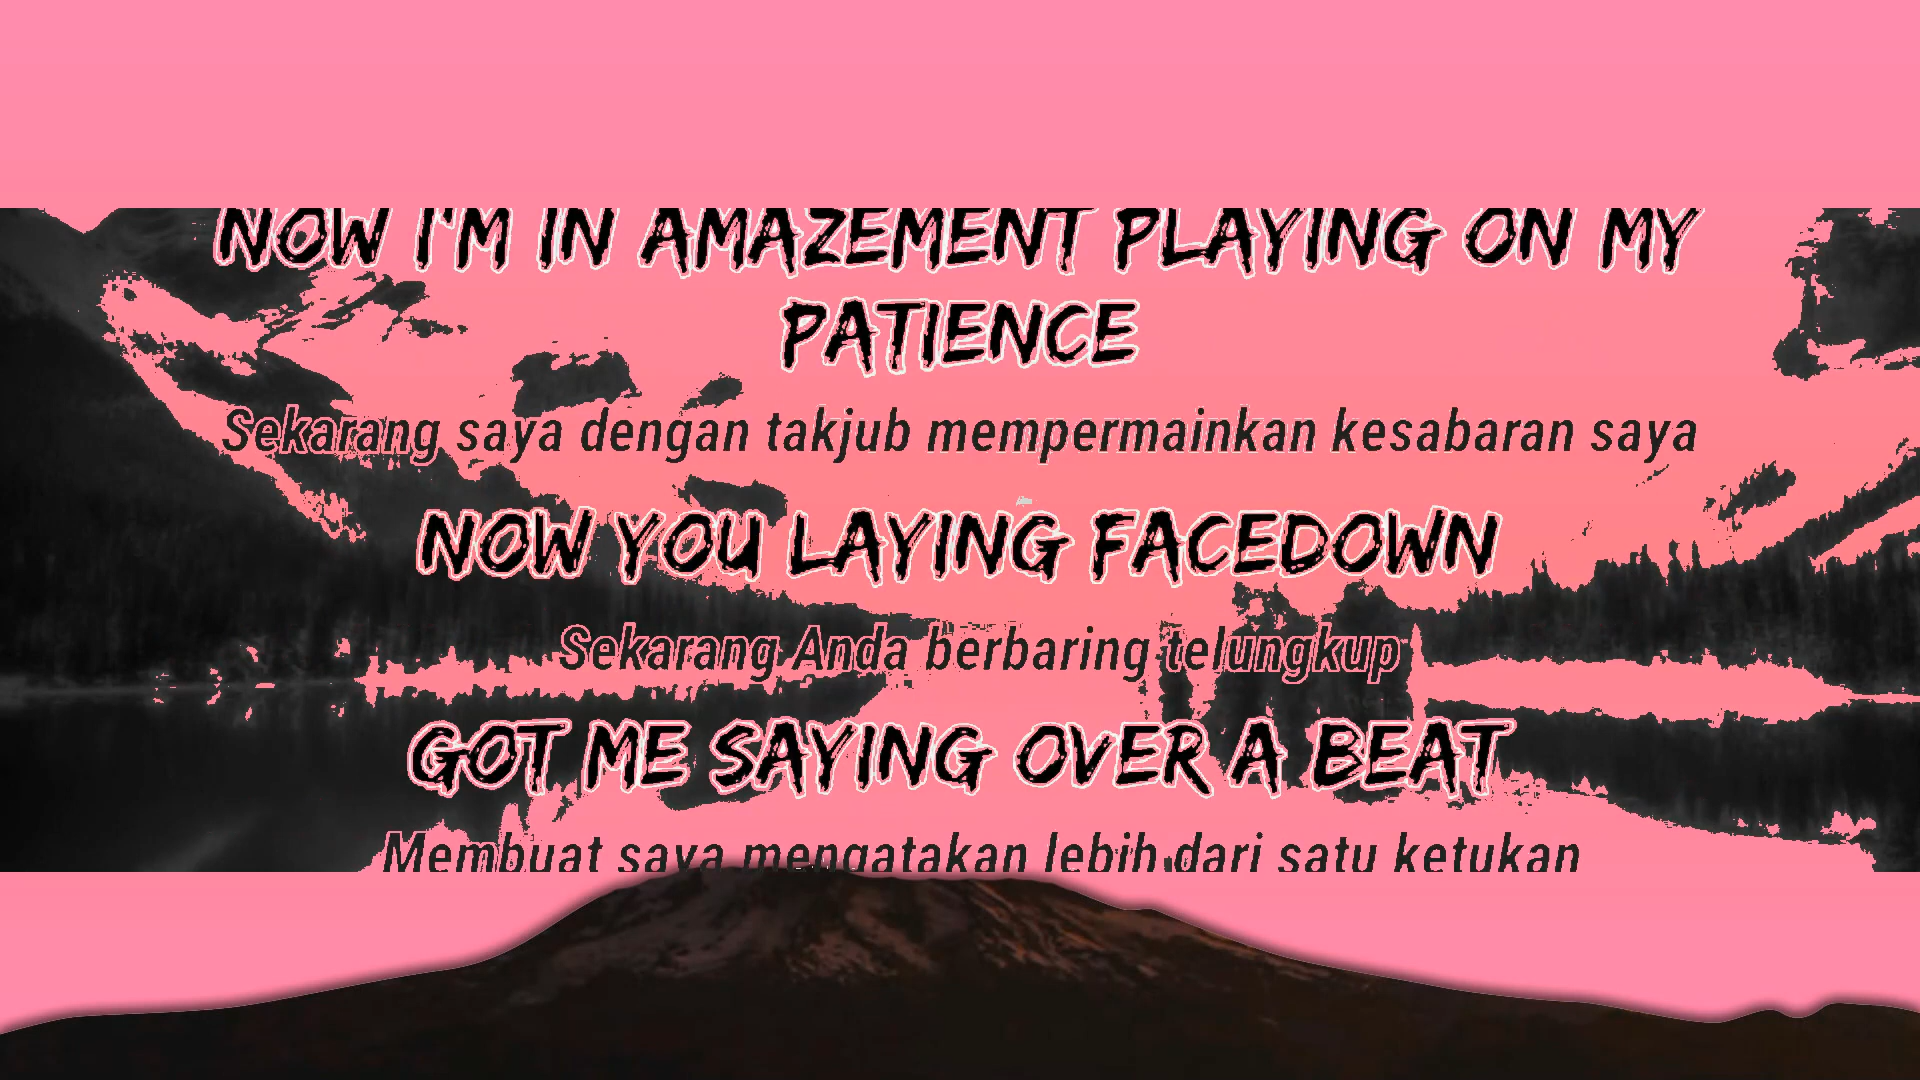 NOW I'M IN AMAZEMENT PLAYING ON MY
PATIENCE
Sekarang saya dengan takjub mempermainkan kesabaran saya
NOW YOU LAYING FACEDOWN
Sekarang Anda berbaring telungkup
GOT ME SAYING OVER A BEAT
Membuat saya mengatakan lebih dari satu ketukan